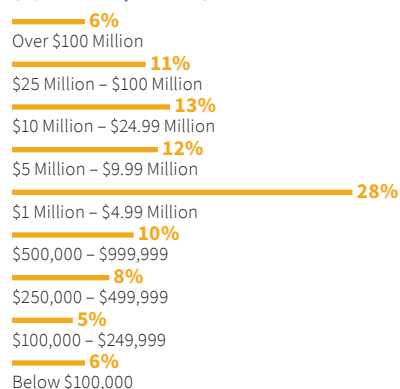 6%
Over $100 Million
11%
$25 Million – $100 Million
13%
$10 Million – $24.99 Million
12%
$5 Million – $9.99 Million
28%
$1 Million – $4.99 Million
10%
$500,000 – $999,999
8%
$250,000 – $499,999
5%
$100,000 – $249,999
6%
Below $100,000